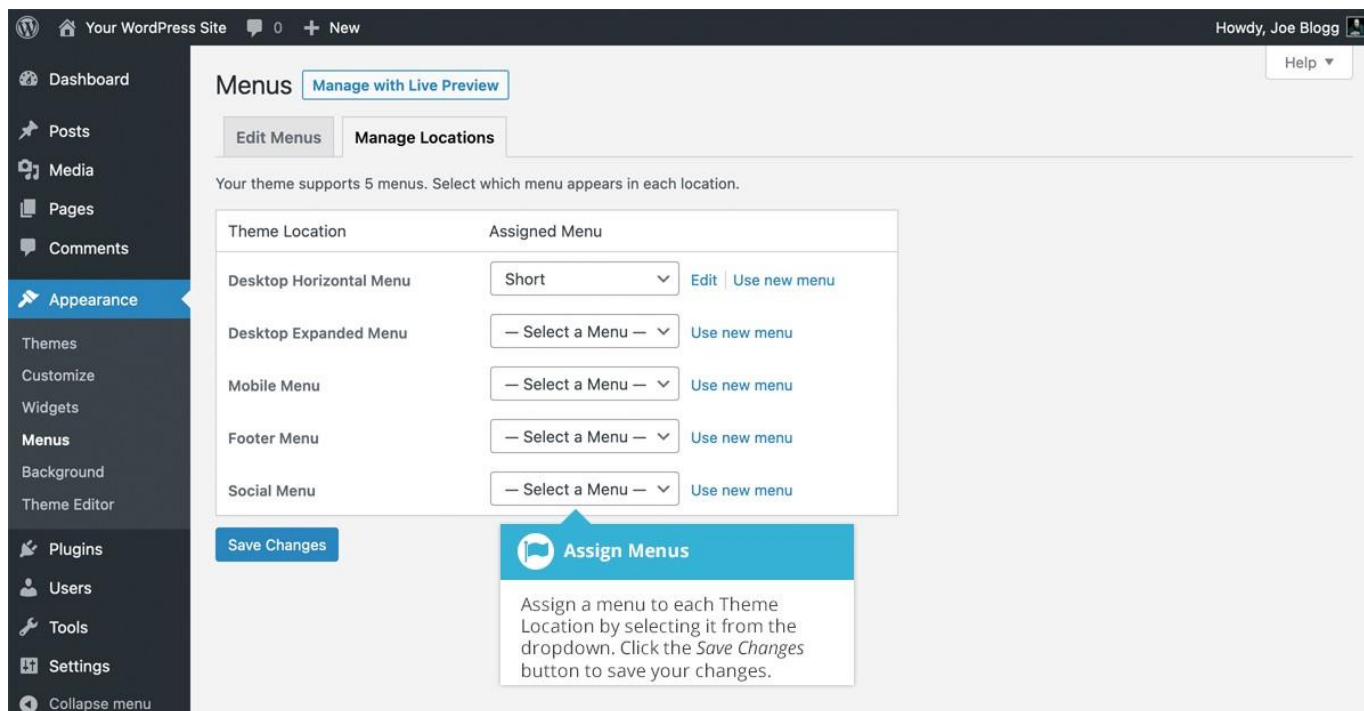 Your WordPress Site 0 + New Howdy, Joe Blogg
Help
Dashboard
Posts
Media
Pages
Comments
Appearance
Themes
Customize
Widgets
Menus
Background
Theme Editor
Plugins
Users
Tools
Settings
Collapse menu
Menus Manage with Live Preview
Edit Menus Manage Locations
Your theme supports 5 menus. Select which menu appears in each location.
Theme Location Assigned Menu
Desktop Horizontal Menu Short Edit Use new menu
Desktop Expanded Menu — Select a Menu — Use new menu
Mobile Menu — Select a Menu — Use new menu
Footer Menu — Select a Menu — Use new menu
Social Menu — Select a Menu — Use new menu
Save Changes
Assign Menus
Assign a menu to each Theme
Location by selecting it from the
dropdown. Click the Save Changes
button to save your changes.